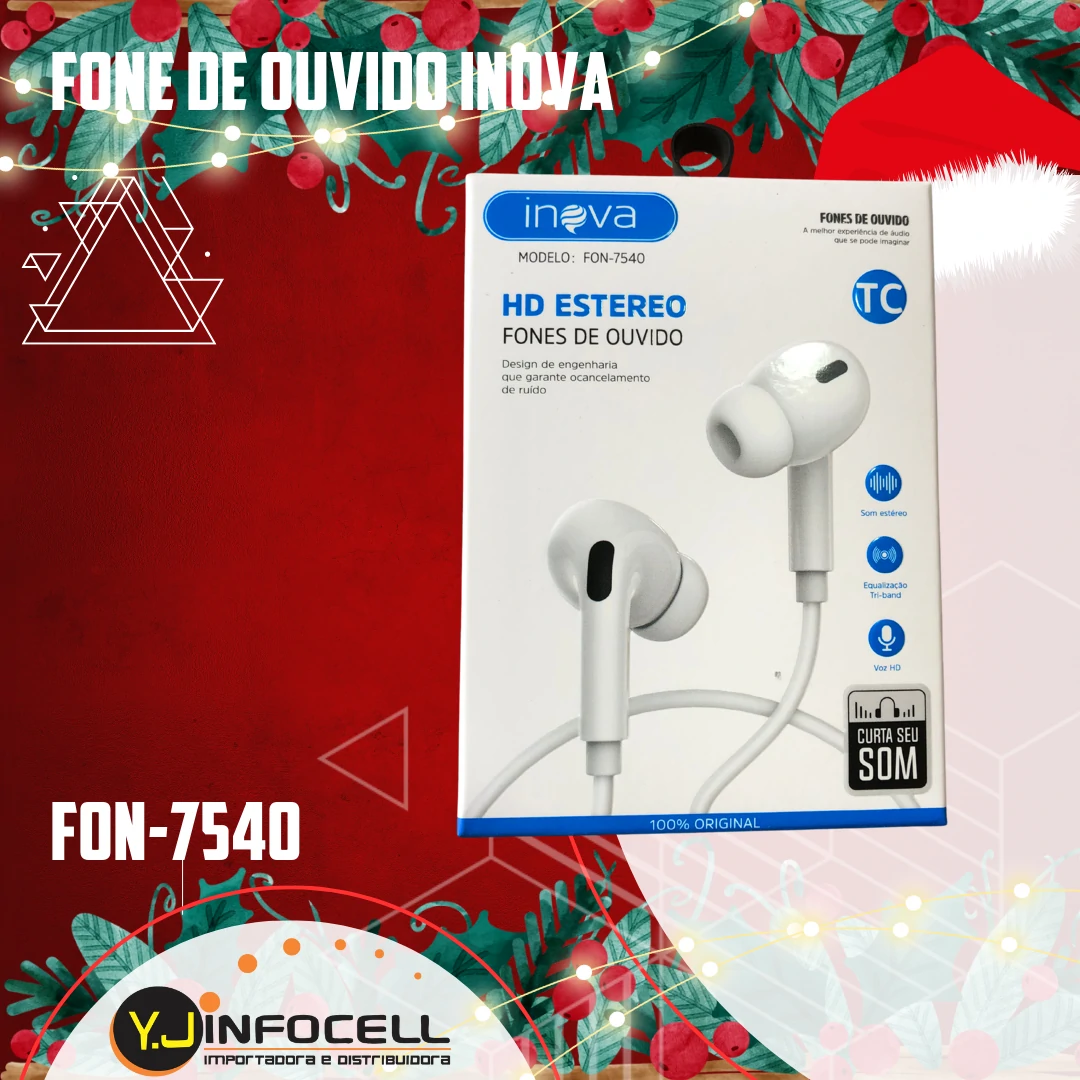 FONE DE OUVIDO INOVA
inova
MODELO: FON-7540
FONES DE OUVIDO
A melhor experiência de áudio
que se pode imaginar
TC
HD ESTEREO
FONES DE OUVIDO
Design de engenharia
que garante ocancelamento
de ruído
Som estéreo
Equalização
Tri-band
Voz HD
CURTA SEU
SOM
100% ORIGINAL
FON-7540
Y.J INFOCELL
IMPORTADORA E DISTRIBUIDORA